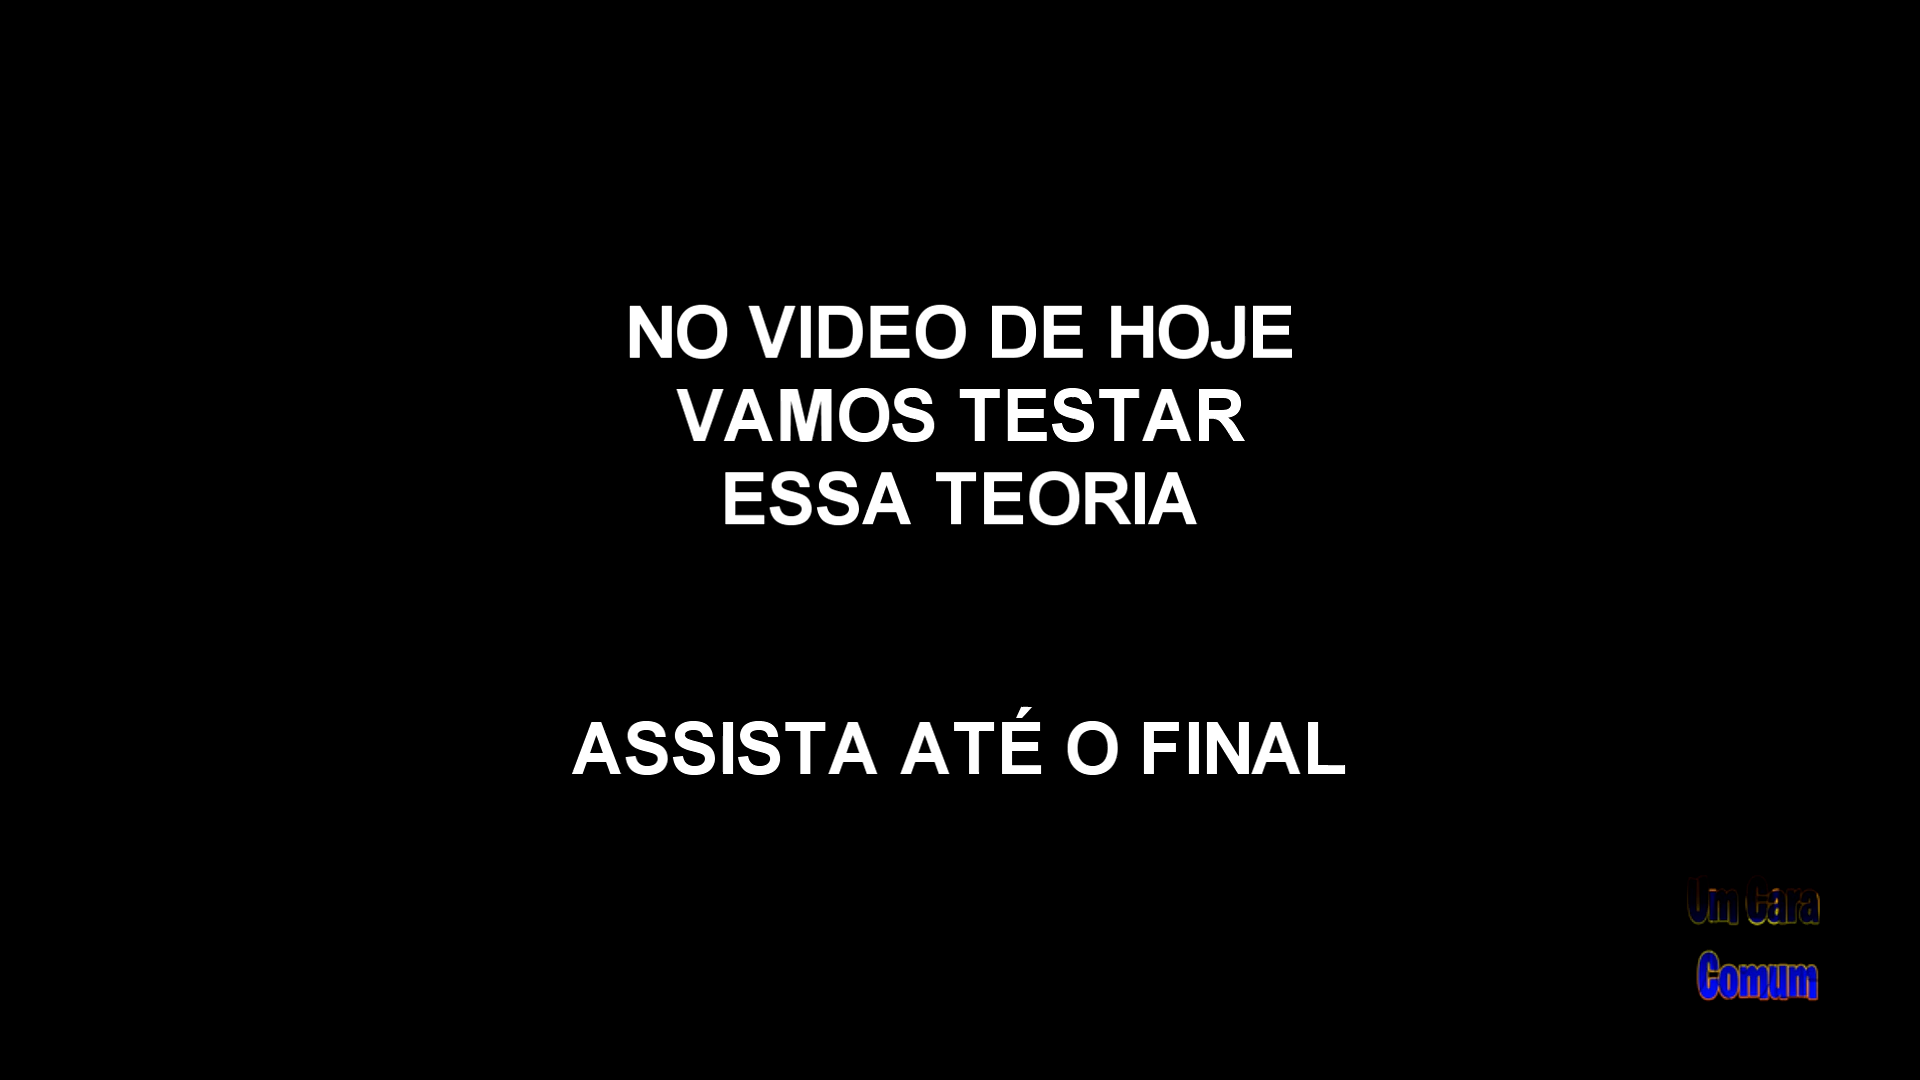 NO VIDEO DE HOJE
VAMOS TESTAR
ESSA TEORIA
ASSISTA ATÉ O FINAL
Um Cara
Comum